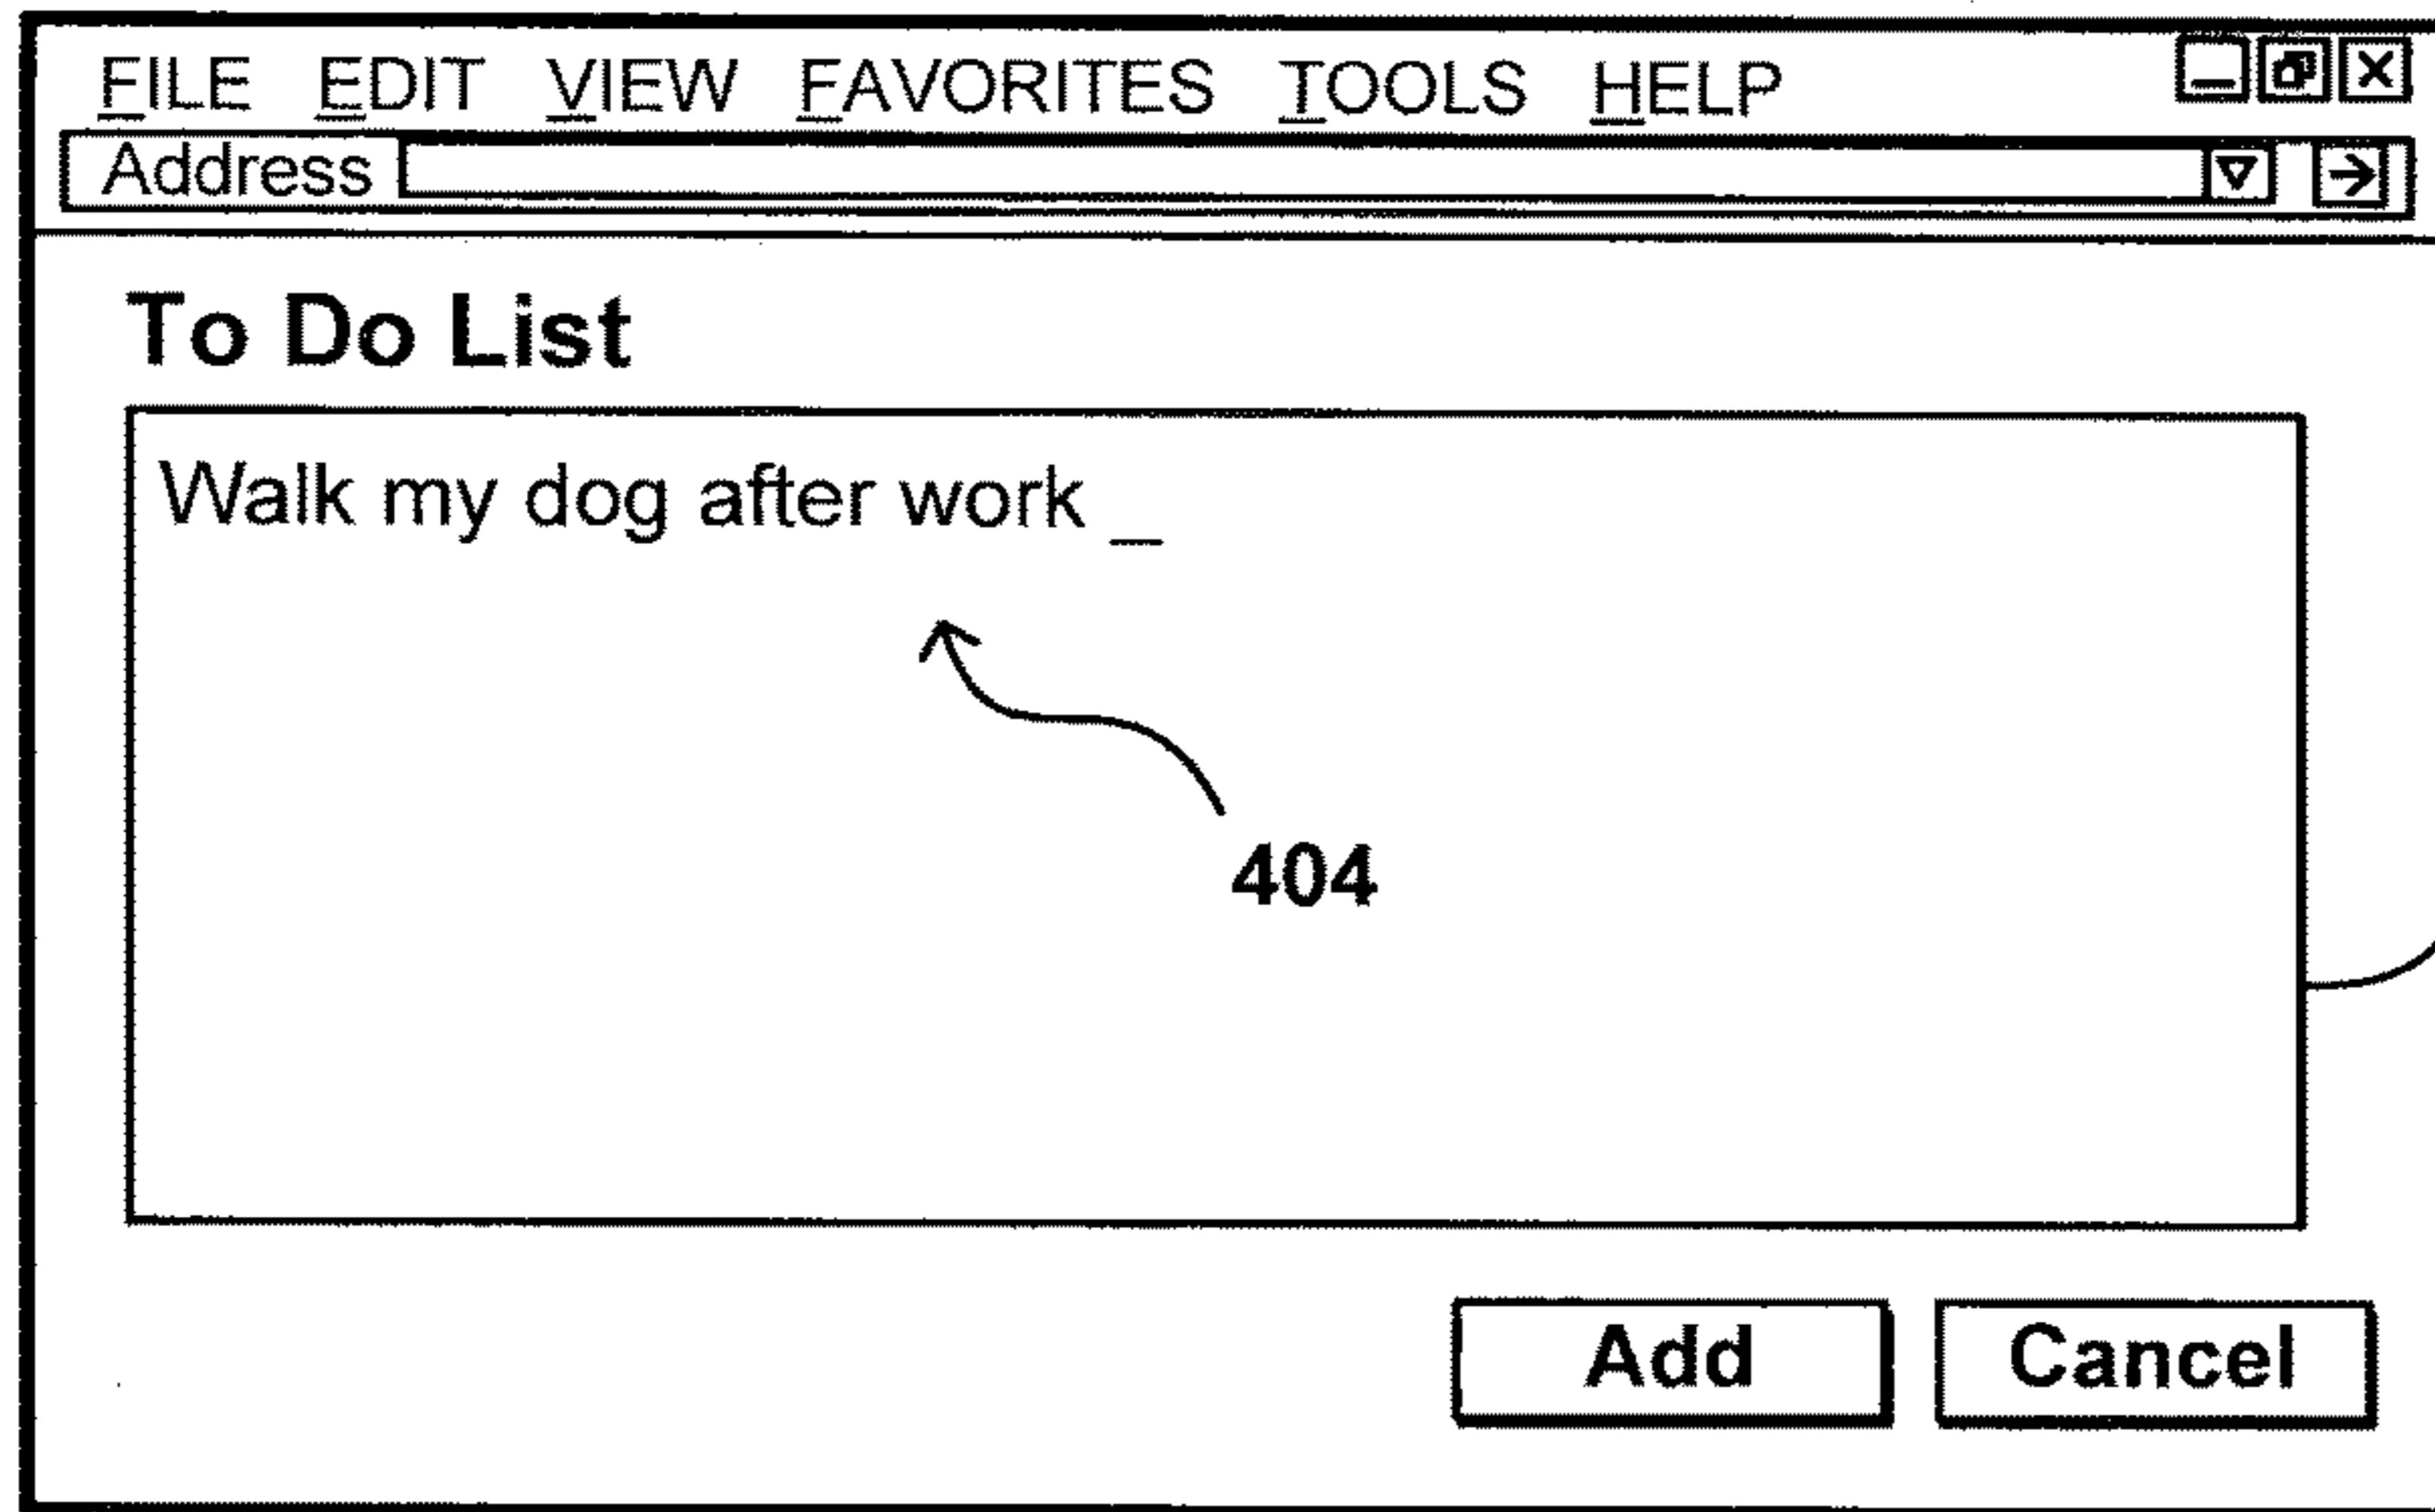 FILE EDIT VIEW FAVORITES TOOLS HELP
Address
To Do List
Walk my dog after work _
404
Add Cancel